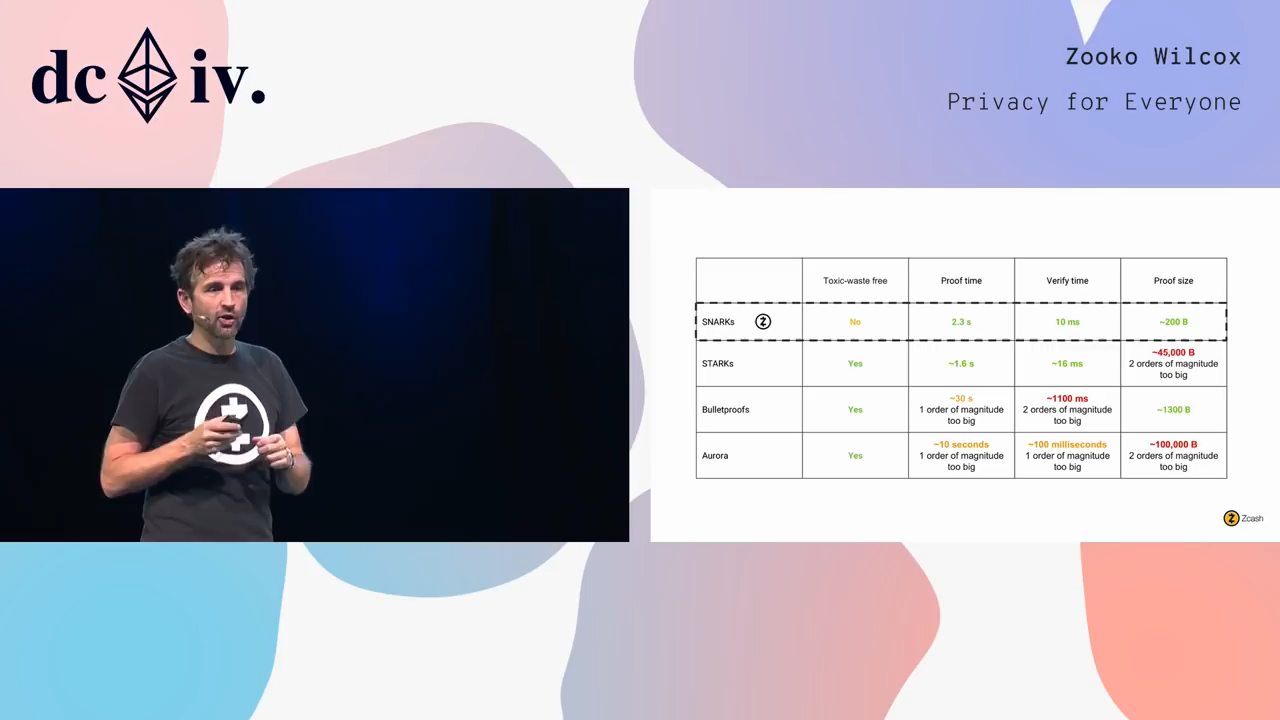 dc iv.
Zooko Wilcox
Privacy for Everyone
Toxic-waste free
Proof time
Verify time
Proof size
SNARKs
No
2.3 s
10 ms
~200 B
STARKs
Yes
~1.6 s
~16 ms
~45,000 B
2 orders of magnitude
too big
Bulletproofs
Yes
~30 s
1 order of magnitude
too big
~1100 ms
2 orders of magnitude
too big
~1300 B
Aurora
Yes
~10 seconds
1 order of magnitude
too big
~100 milliseconds
1 order of magnitude
too big
~100,000 B
2 orders of magnitude
too big
Zcash